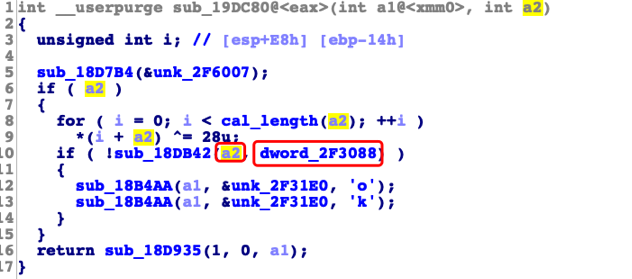 1 int __userpurge sub_19DC80@<eax>(int a1@<xmm0>, int a2)
2 {
3 unsigned int i; // [esp+E8h] [ebp-14h]
4
5 sub_18D7B4(&unk_2F6007);
6 if ( a2 )
7 {
8 for ( i = 0; i < cal_length(a2); ++i )
9 *(i + a2) ^= 28u;
10 if ( !sub_18DB42(a2, dword_2F3088) )
11 {
12 sub_18B4AA(a1, &unk_2F31E0, 'o');
13 sub_18B4AA(a1, &unk_2F31E0, 'k');
14 }
15 }
16 return sub_18D935(1, 0, a1);
17 }